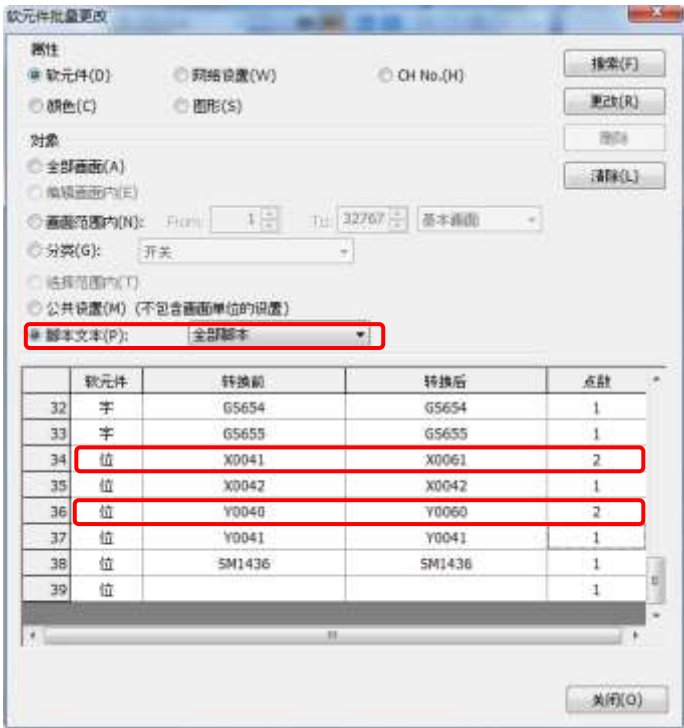 软元件批量更改
属性
软元件(D) 网络设置(W) CH No.(H) 搜索(F)
颜色(C) 图形(S) 更改(R)
对象 删除
全部画面(A) 清除(L)
编辑画面内(E)
画面范围内(N): From: 1 To: 32767 基本画面
分类(G): 开关
选择范围内(T)
公共设置(M) (不包含画面单位的设置)
脚本文本(P): 全部脚本
软元件 转换前 转换后 点数
32 字 GS654 GS654 1
33 字 GS655 GS655 1
34 位 X0041 X0061 2
35 位 X0042 X0042 1
36 位 Y0040 Y0060 2
37 位 Y0041 Y0041 1
38 位 SM1436 SM1436 1
39 位 1
关闭(O)